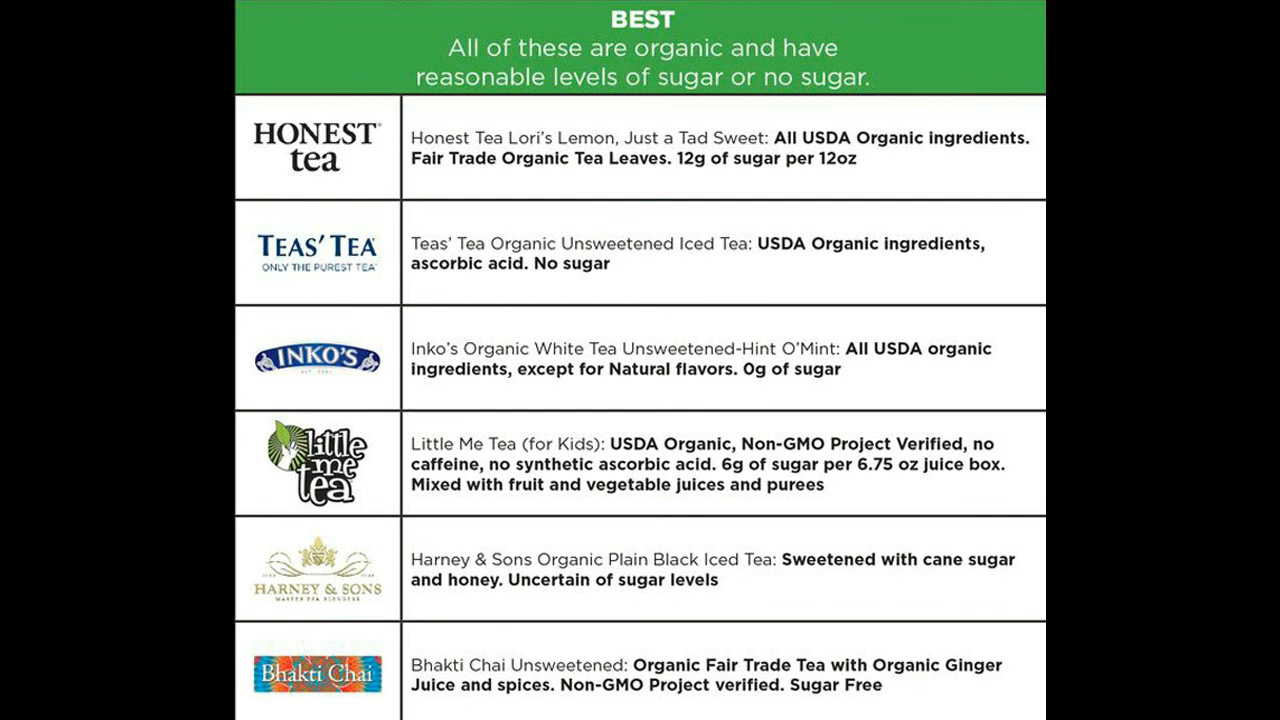 BEST
All of these are organic and have
reasonable levels of sugar or no sugar.
HONEST
tea
Honest Tea Lori's Lemon, Just a Tad Sweet: All USDA Organic ingredients.
Fair Trade Organic Tea Leaves. 12g of sugar per 12oz
TEAS' TEA
ONLY THE PUREST TEA
Teas' Tea Organic Unsweetened Iced Tea: USDA Organic ingredients,
ascorbic acid. No sugar
INKO'S
Inko's Organic White Tea Unsweetened-Hint O'Mint: All USDA organic
ingredients, except for Natural flavors. 0g of sugar
little
me
tea
Little Me Tea (for Kids): USDA Organic, Non-GMO Project Verified, no
caffeine, no synthetic ascorbic acid. 6g of sugar per 6.75 oz juice box.
Mixed with fruit and vegetable juices and purees
HARNEY & SONS
MASTER TEA BLENDERS
Harney & Sons Organic Plain Black Iced Tea: Sweetened with cane sugar
and honey. Uncertain of sugar levels
Bhakti Chai
Bhakti Chai Unsweetened: Organic Fair Trade Tea with Organic Ginger
Juice and spices. Non-GMO Project verified. Sugar Free